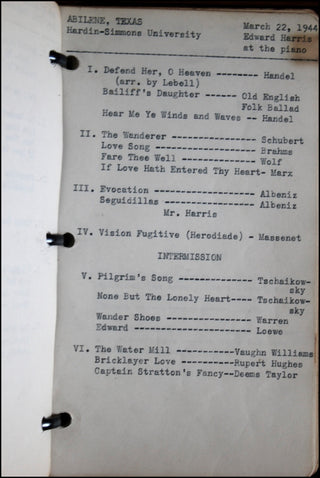 ABILENE, TEXAS March 22, 1944
Hardin-Simmons University Edward Harris
at the piano
I. Defend Her, O Heaven -------- Handel
(arr. by Lebell)
Bailiff's Daughter ------ Old English
Folk Ballad
Hear Me Ye Winds and Waves -- Handel
II. The Wanderer ---------------- Schubert
Love Song ------------------- Brahms
Fare Thee Well -------------- Wolf
If Love Hath Entered Thy Heart- Marx
III. Evocation ------------------ Albeniz
Seguidillas ---------------- Albeniz
Mr. Harris
IV. Vision Fugitive (Herodiade) - Massenet
INTERMISSION
V. Pilgrim's Song -------------- Tschaikow-
sky
None But The Lonely Heart---- Tschaikow-
sky
Wander Shoes ---------------- Warren
Edward ---------------------- Loewe
VI. The Water Mill -----------Vaughn Williams
Bricklayer Love -----------Rupert Hughes
Captain Stratton's Fancy--Deems Taylor